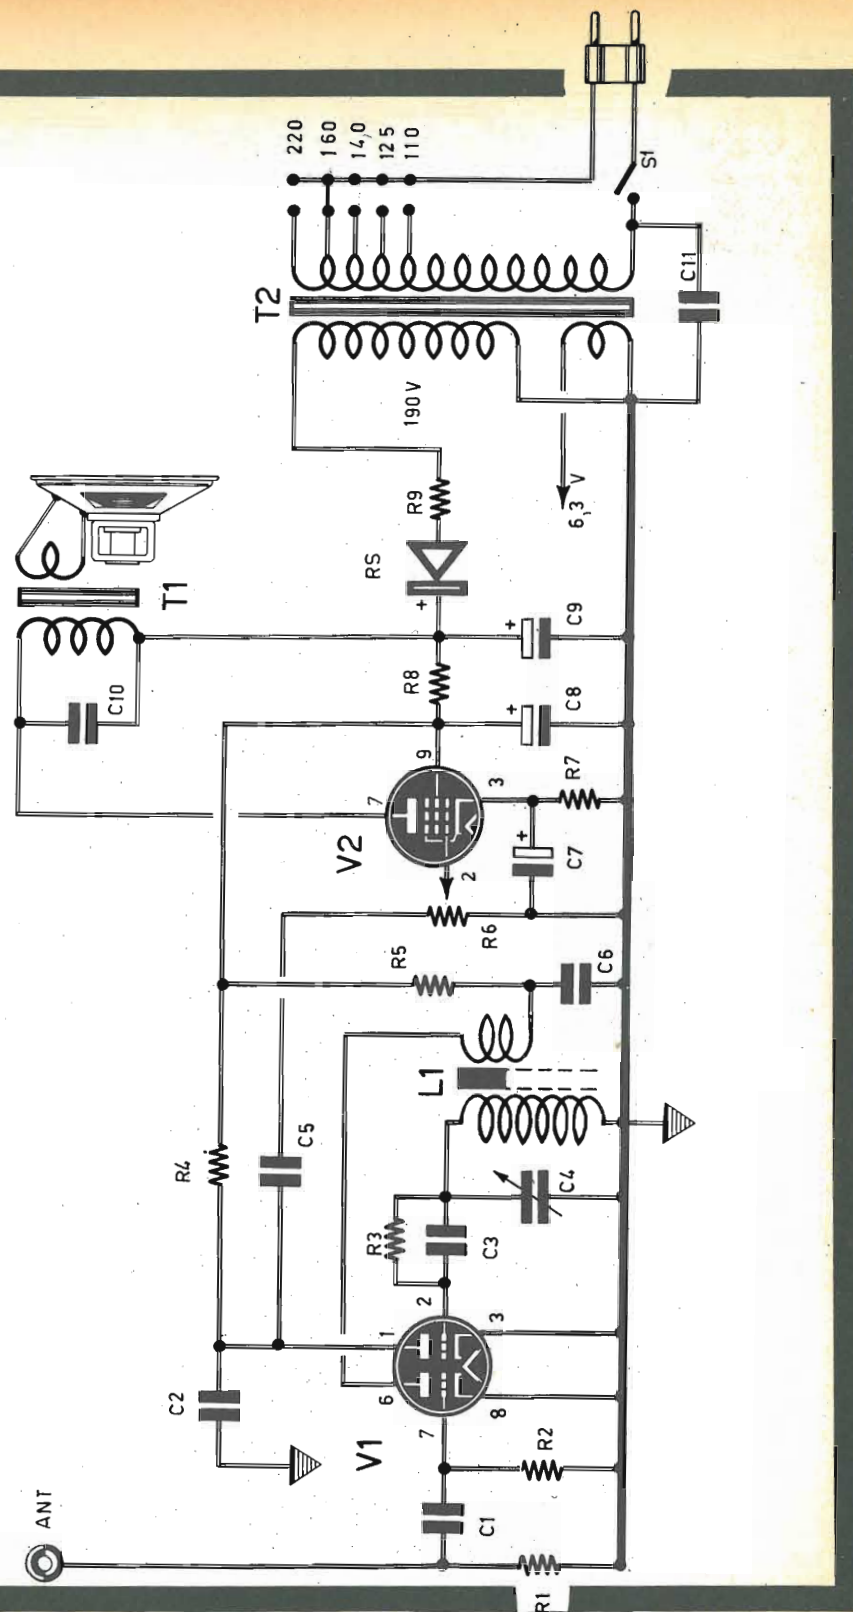 220
160
14,0
125
110
S1
T2
C11
190 V
6,3 V
T1
RS
R9
+
C10
R8
+
C9
+
C8
9
7
3
R7
V2
+
C7
2
R6
R5
C6
L1
R4
C5
C4
R3
C3
2
1
3
6
8
C2
V1
7
R2
ANT
C1
R1